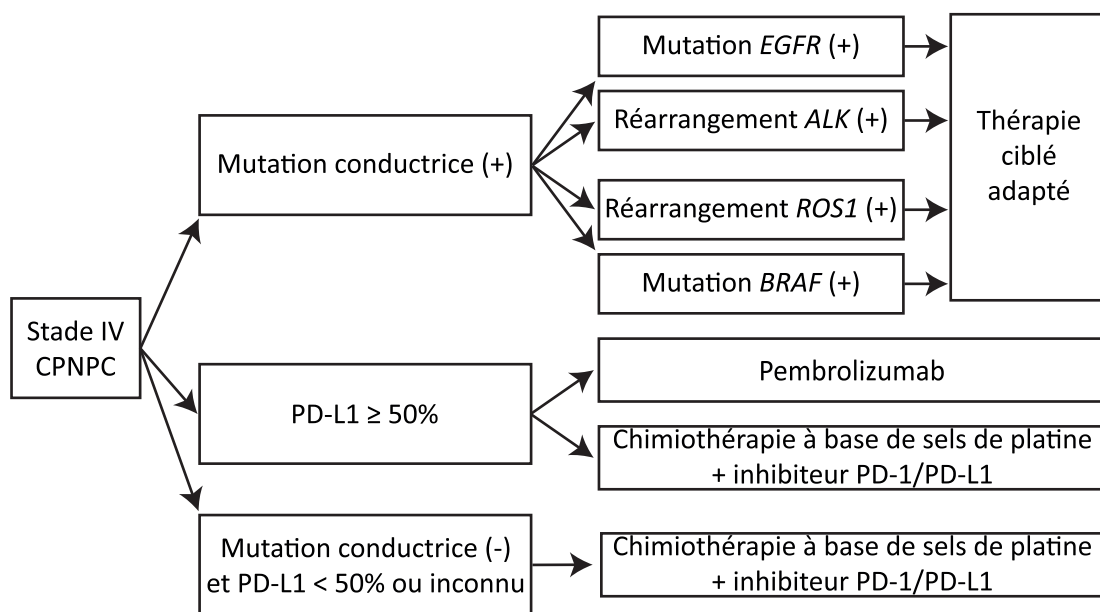 Stade IV
CPNPC
Mutation conductrice (+)
Mutation EGFR (+)
Réarrangement ALK (+)
Réarrangement ROS1 (+)
Mutation BRAF (+)
Thérapie
ciblé
adapté
PD-L1 ≥ 50%
Pembrolizumab
Chimiothérapie à base de sels de platine
+ inhibiteur PD-1/PD-L1
Mutation conductrice (-)
et PD-L1 < 50% ou inconnu
Chimiothérapie à base de sels de platine
+ inhibiteur PD-1/PD-L1